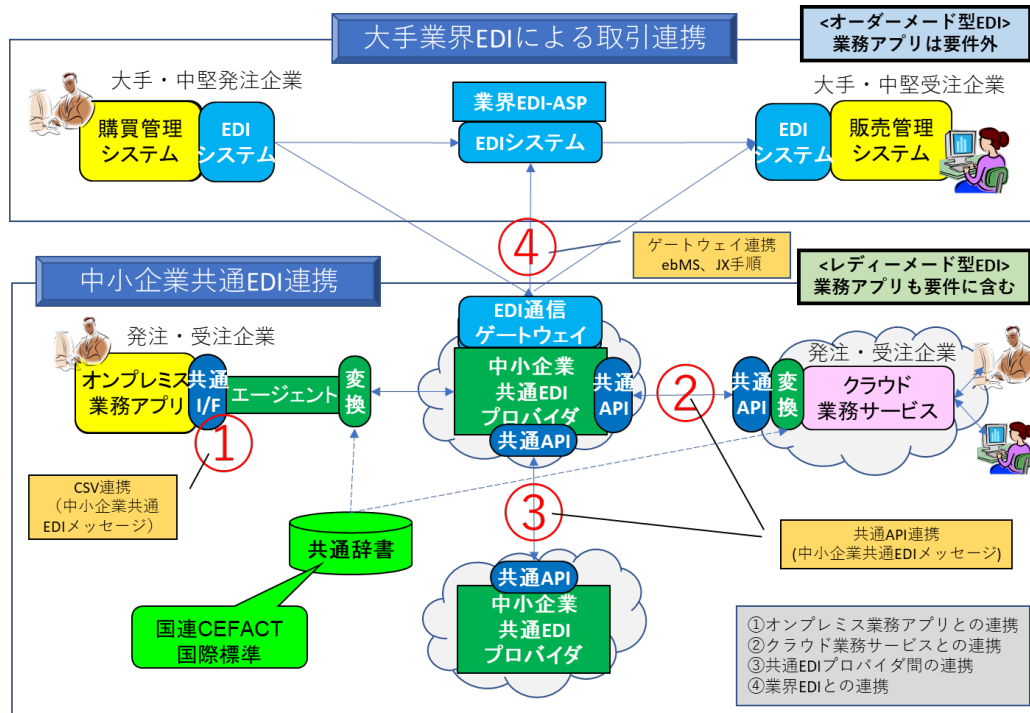 大手業界EDIによる取引連携
<オーダーメード型EDI>
業務アプリは要件外
大手・中堅発注企業
購買管理
システム
EDI
システム
業界EDI-ASP
EDIシステム
大手・中堅受注企業
EDI
システム
販売管理
システム
④
ゲートウェイ連携
ebMS、JX手順
中小企業共通EDI連携
<レディーメード型EDI>
業務アプリも要件に含む
発注・受注企業
オンプレミス
業務アプリ
共通
I/F
エージェント
変
換
①
CSV連携
（中小企業共通
EDIメッセージ）
EDI通信
ゲートウェイ
中小企業
共通EDI
プロバイダ
共通
API
共通API
②
発注・受注企業
共通
API
変
換
クラウド
業務サービス
③
共通API連携
(中小企業共通EDIメッセージ)
共通辞書
国連CEFACT
国際標準
共通API
中小企業
共通EDI
プロバイダ
①オンプレミス業務アプリとの連携
②クラウド業務サービスとの連携
③共通EDIプロバイダ間の連携
④業界EDIとの連携